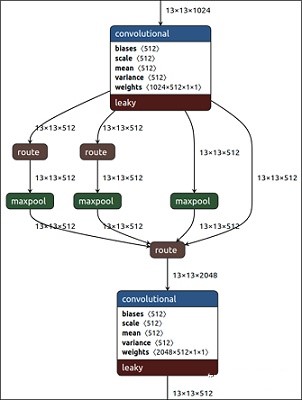 13×13×1024
convolutional
biases ⟨512⟩
scale ⟨512⟩
mean ⟨512⟩
variance ⟨512⟩
weights ⟨1024×512×1×1⟩
leaky
13×13×512 13×13×512
route route 13×13×512
13×13×512 13×13×512 13×13×512
maxpool maxpool maxpool
13×13×512 13×13×512 13×13×512
route
13×13×2048
convolutional
biases ⟨512⟩
scale ⟨512⟩
mean ⟨512⟩
variance ⟨512⟩
weights ⟨2048×512×1×1⟩
leaky
13×13×512